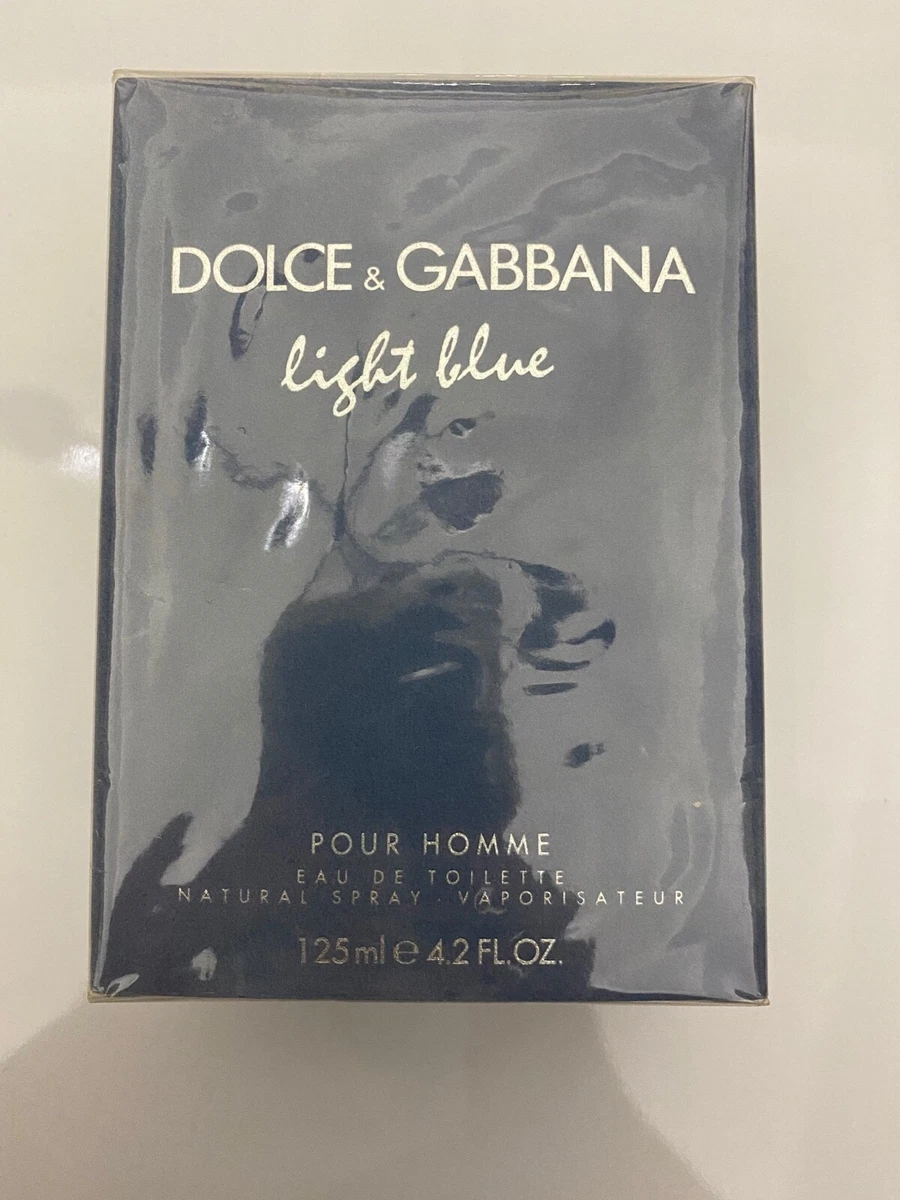 DOLCE & GABBANA
light blue
POUR HOMME
EAU DE TOILETTE
NATURAL SPRAY · VAPORISATEUR
125ml ℮ 4.2 FL.OZ.